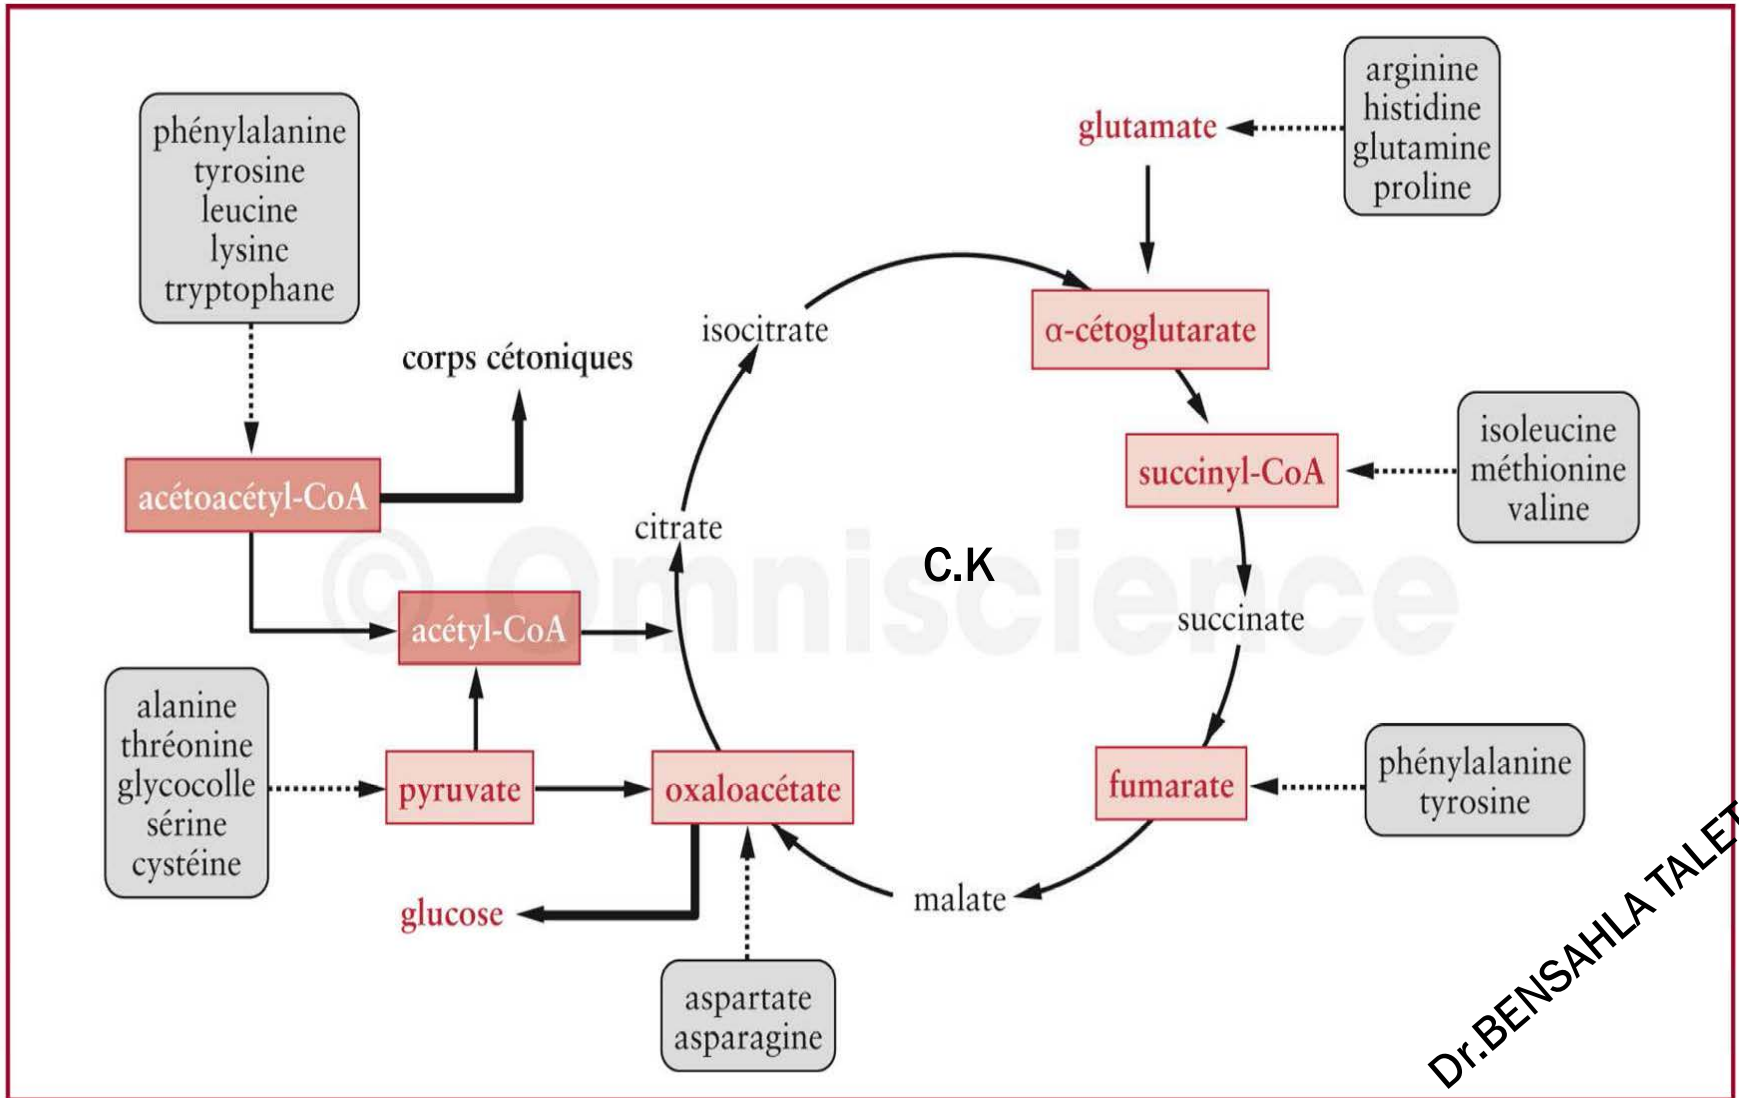 phénylalanine
tyrosine
leucine
lysine
tryptophane
corps cétoniques
acétoacétyl-CoA
acétyl-CoA
alanine
thréonine
glycocolle
sérine
cystéine
pyruvate
oxaloacétate
glucose
aspartate
asparagine
citrate
isocitrate
C.K
glutamate
arginine
histidine
glutamine
proline
α-cétoglutarate
succinyl-CoA
isoleucine
méthionine
valine
succinate
fumarate
phénylalanine
tyrosine
malate
© Omniscience
Dr.BENSAHLA TALET